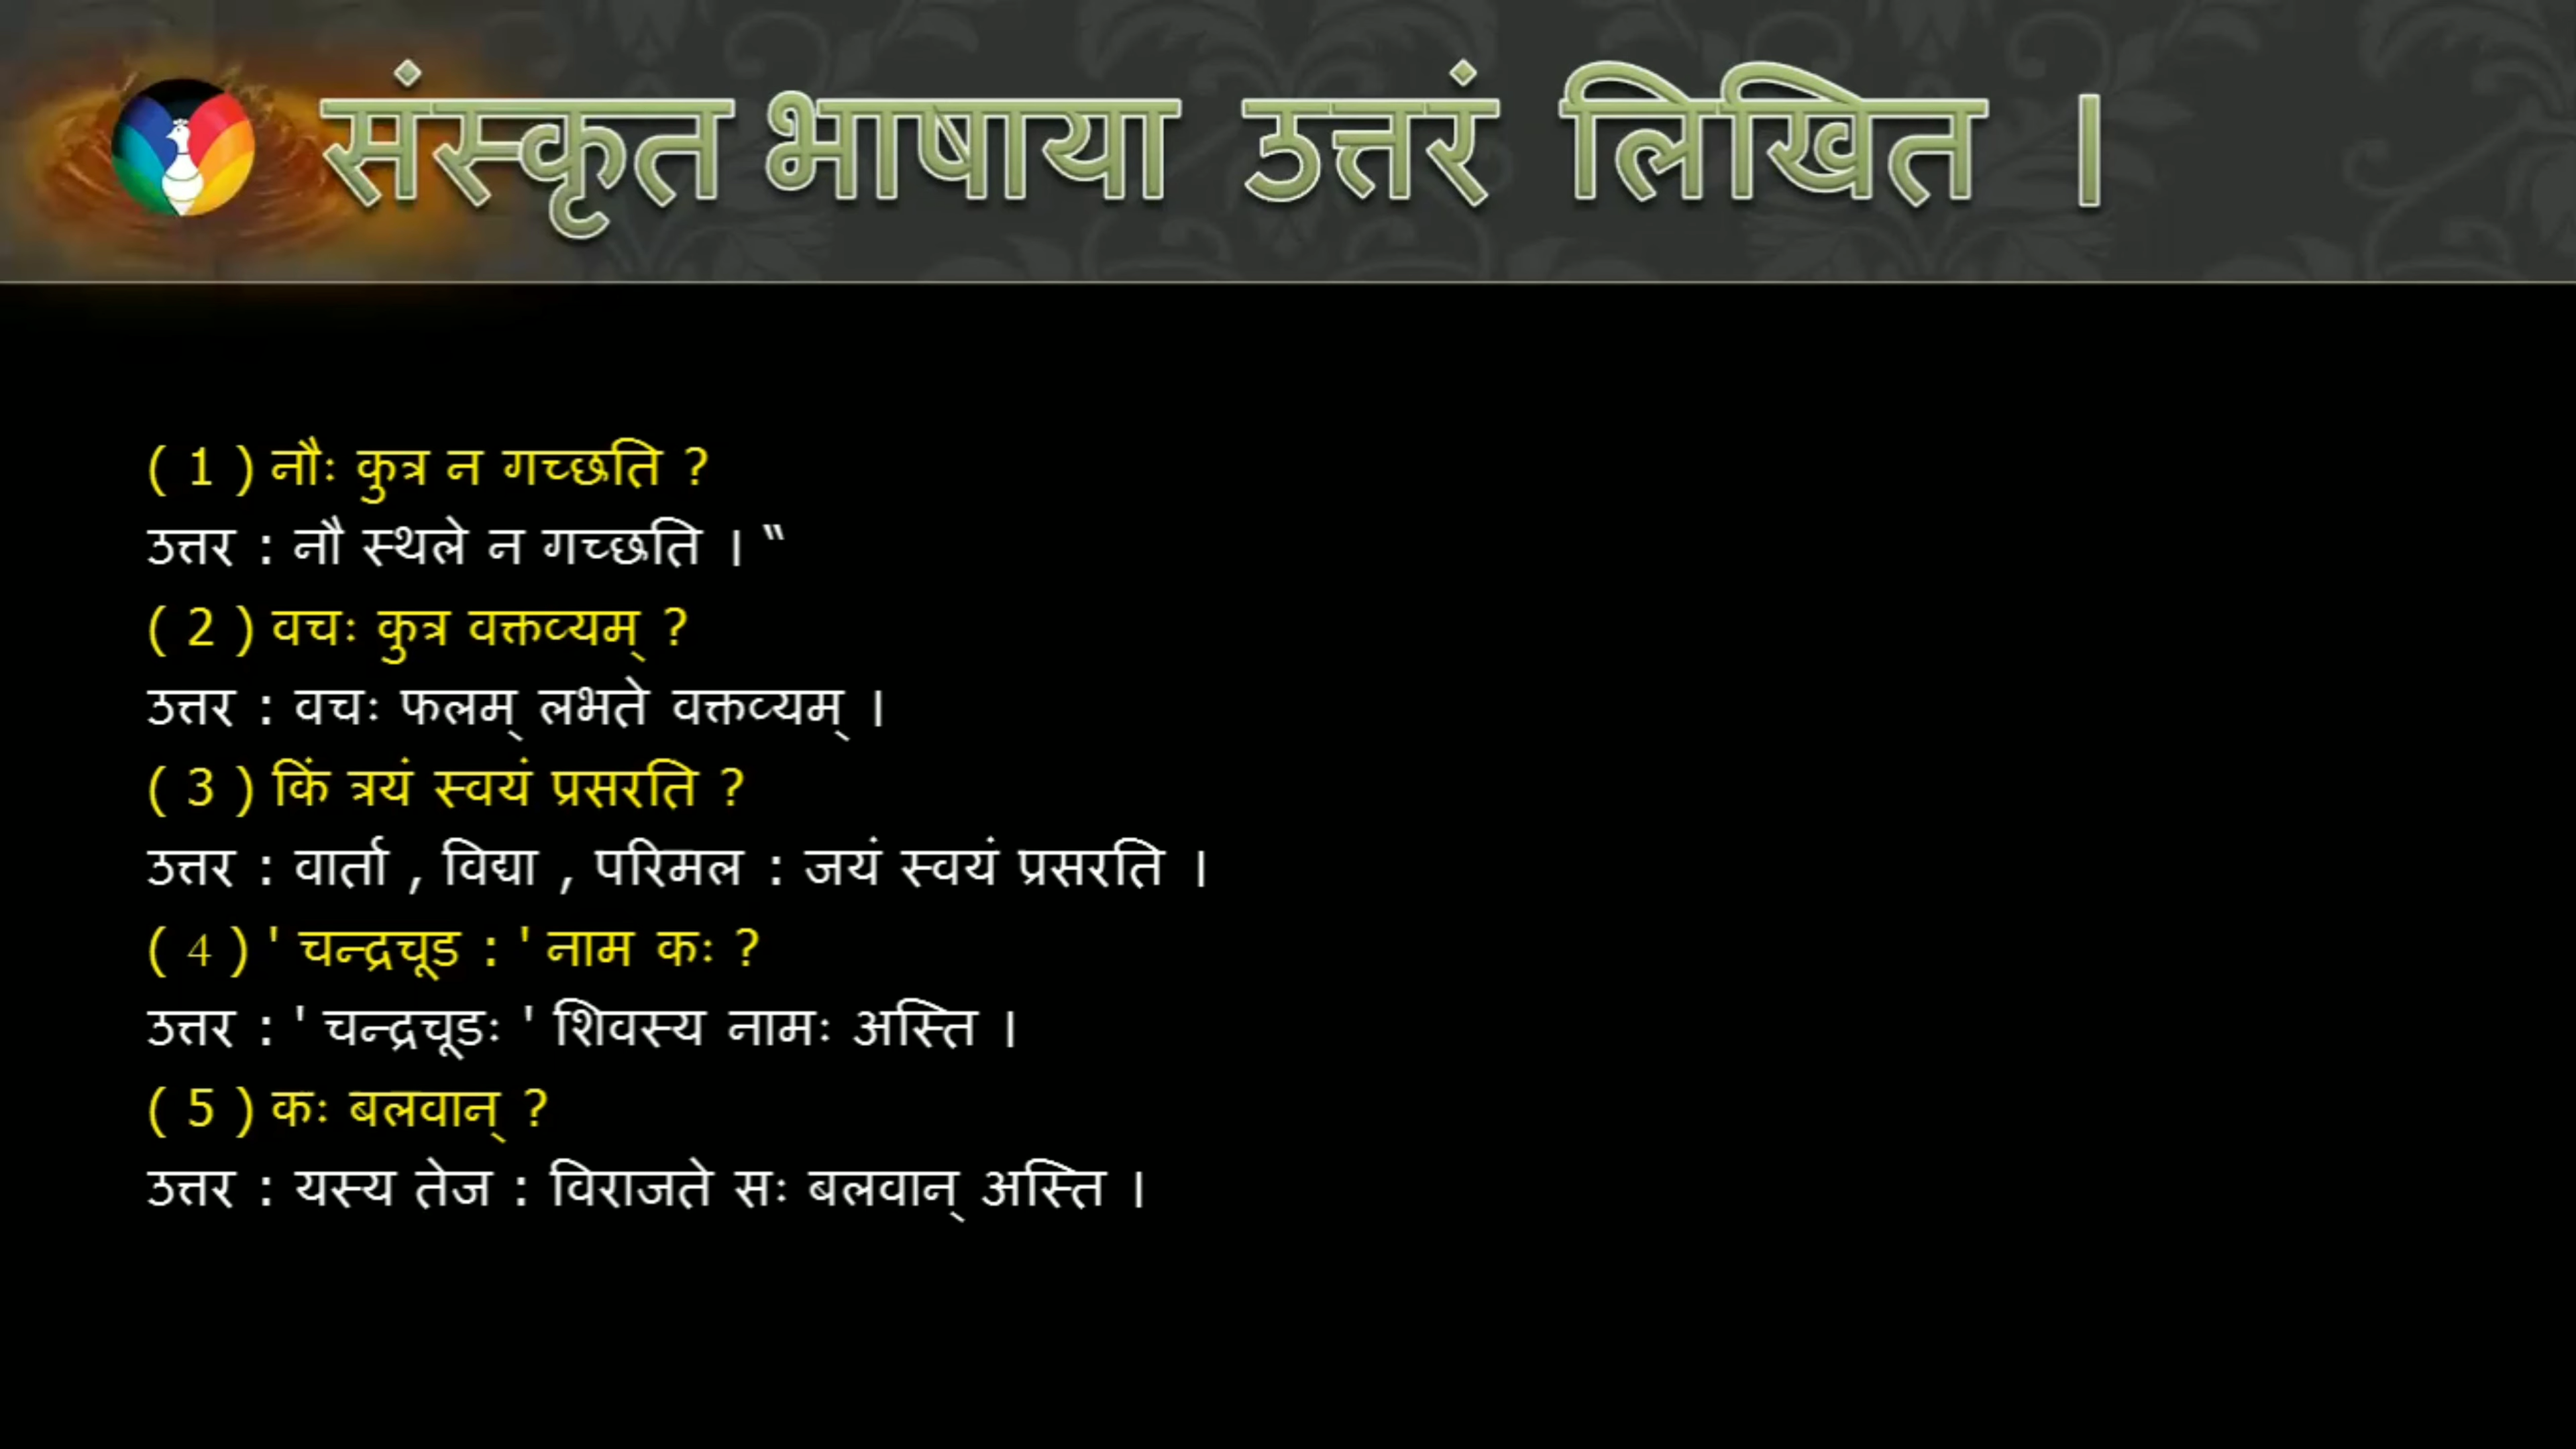 संस्कृत भाषाया उत्तरं लिखित ।
( 1 ) नौः कुत्र न गच्छति ?
उत्तर : नौ स्थले न गच्छति । “
( 2 ) वचः कुत्र वक्तव्यम् ?
उत्तर : वचः फलम् लभते वक्तव्यम् ।
( 3 ) किं त्रयं स्वयं प्रसरति ?
उत्तर : वार्ता , विद्या , परिमल : जयं स्वयं प्रसरति ।
( 4 ) ' चन्द्रचूड : ' नाम कः ?
उत्तर : ' चन्द्रचूडः ' शिवस्य नामः अस्ति ।
( 5 ) कः बलवान् ?
उत्तर : यस्य तेज : विराजते सः बलवान् अस्ति ।